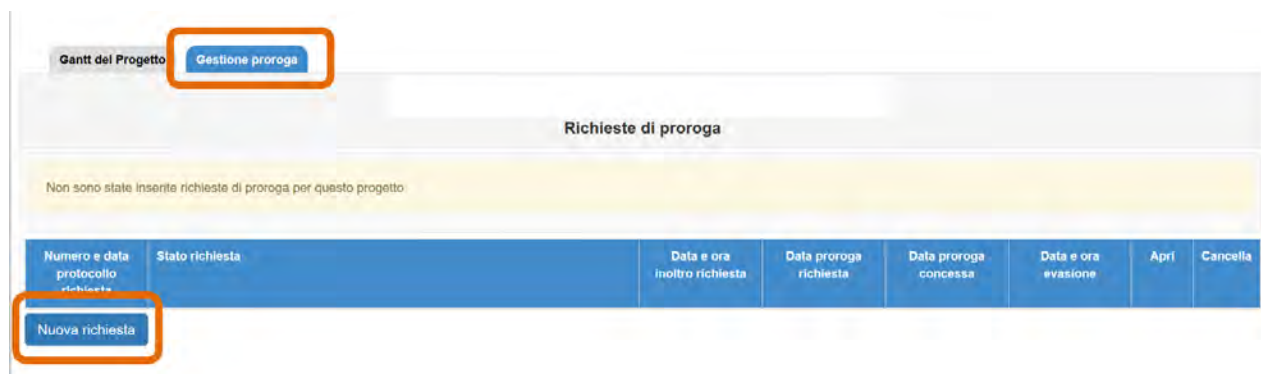 Gantt del Progetto Gestione proroga
Richieste di proroga
Non sono state inserite richieste di proroga per questo progetto
Numero e data protocollo richiesta
Stato richiesta
Data e ora inoltro richiesta
Data proroga richiesta
Data proroga concessa
Data e ora evasione
Apri
Cancella
Nuova richiesta